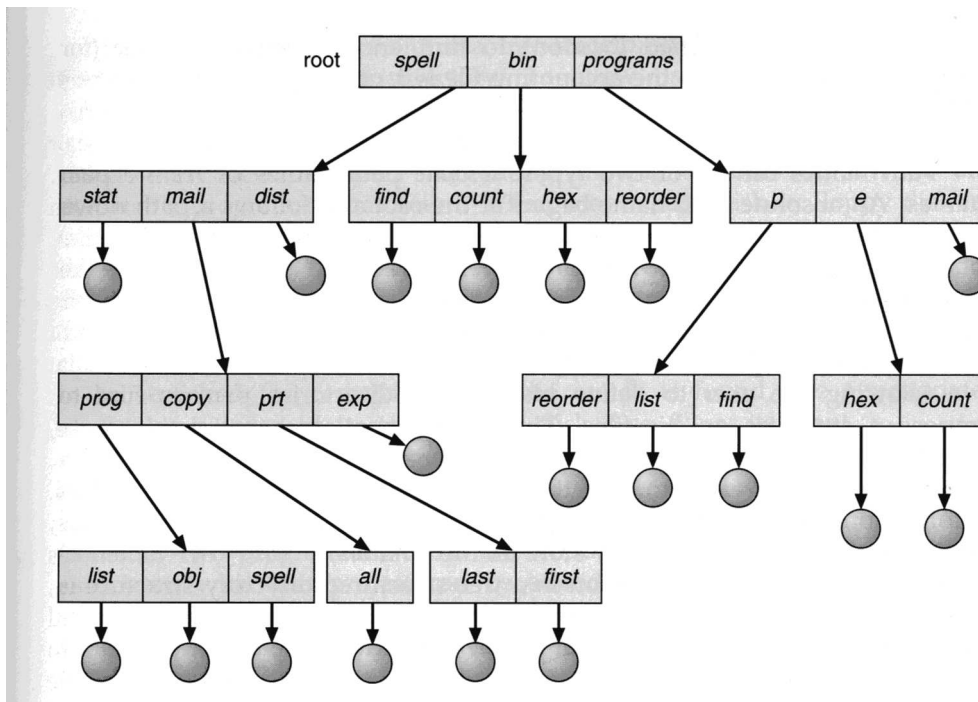 root spell bin programs
stat mail dist find count hex reorder p e mail
prog copy prt exp reorder list find hex count
list obj spell all last first